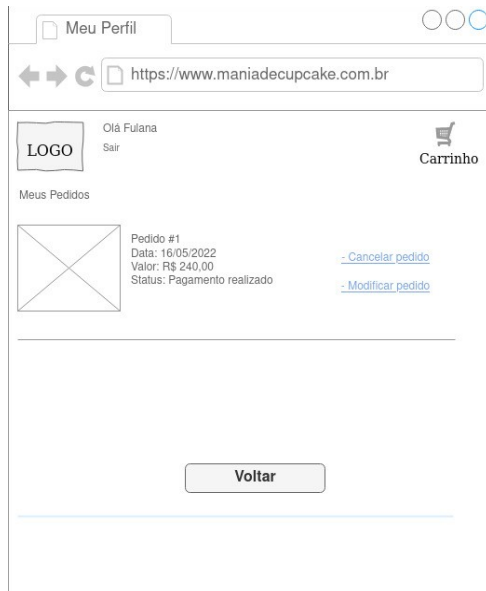 Meu Perfil
https://www.maniadecupcake.com.br
LOGO
Olá Fulana
Sair
Carrinho
Meus Pedidos
Pedido #1
Data: 16/05/2022
Valor: R$ 240,00
Status: Pagamento realizado
- Cancelar pedido
- Modificar pedido
Voltar